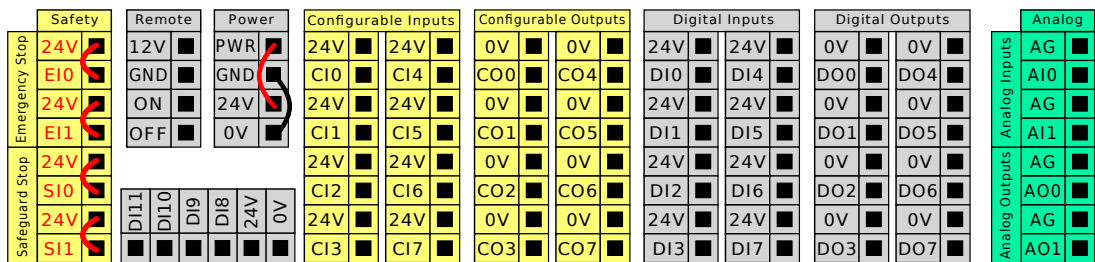 Safety Remote Power Configurable Inputs Configurable Outputs Digital Inputs Digital Outputs Analog
Emergency Stop
24V 12V PWR 24V 24V 0V 0V 24V 24V 0V 0V Analog Inputs AG
EI0 GND GND CI0 CI4 CO0 CO4 DI0 DI4 DO0 DO4 AI0
24V ON 24V 24V 24V 0V 0V 24V 24V 0V 0V AG
EI1 OFF 0V CI1 CI5 CO1 CO5 DI1 DI5 DO1 DO5 AI1
Safeguard Stop
24V 24V 24V 0V 0V 24V 24V 0V 0V Analog Outputs AG
SI0 CI2 CI6 CO2 CO6 DI2 DI6 DO2 DO6 AO0
24V DI11 DI10 DI9 DI8 24V 0V 24V 24V 0V 0V 24V 24V 0V 0V AG
SI1 CI3 CI7 CO3 CO7 DI3 DI7 DO3 DO7 AO1